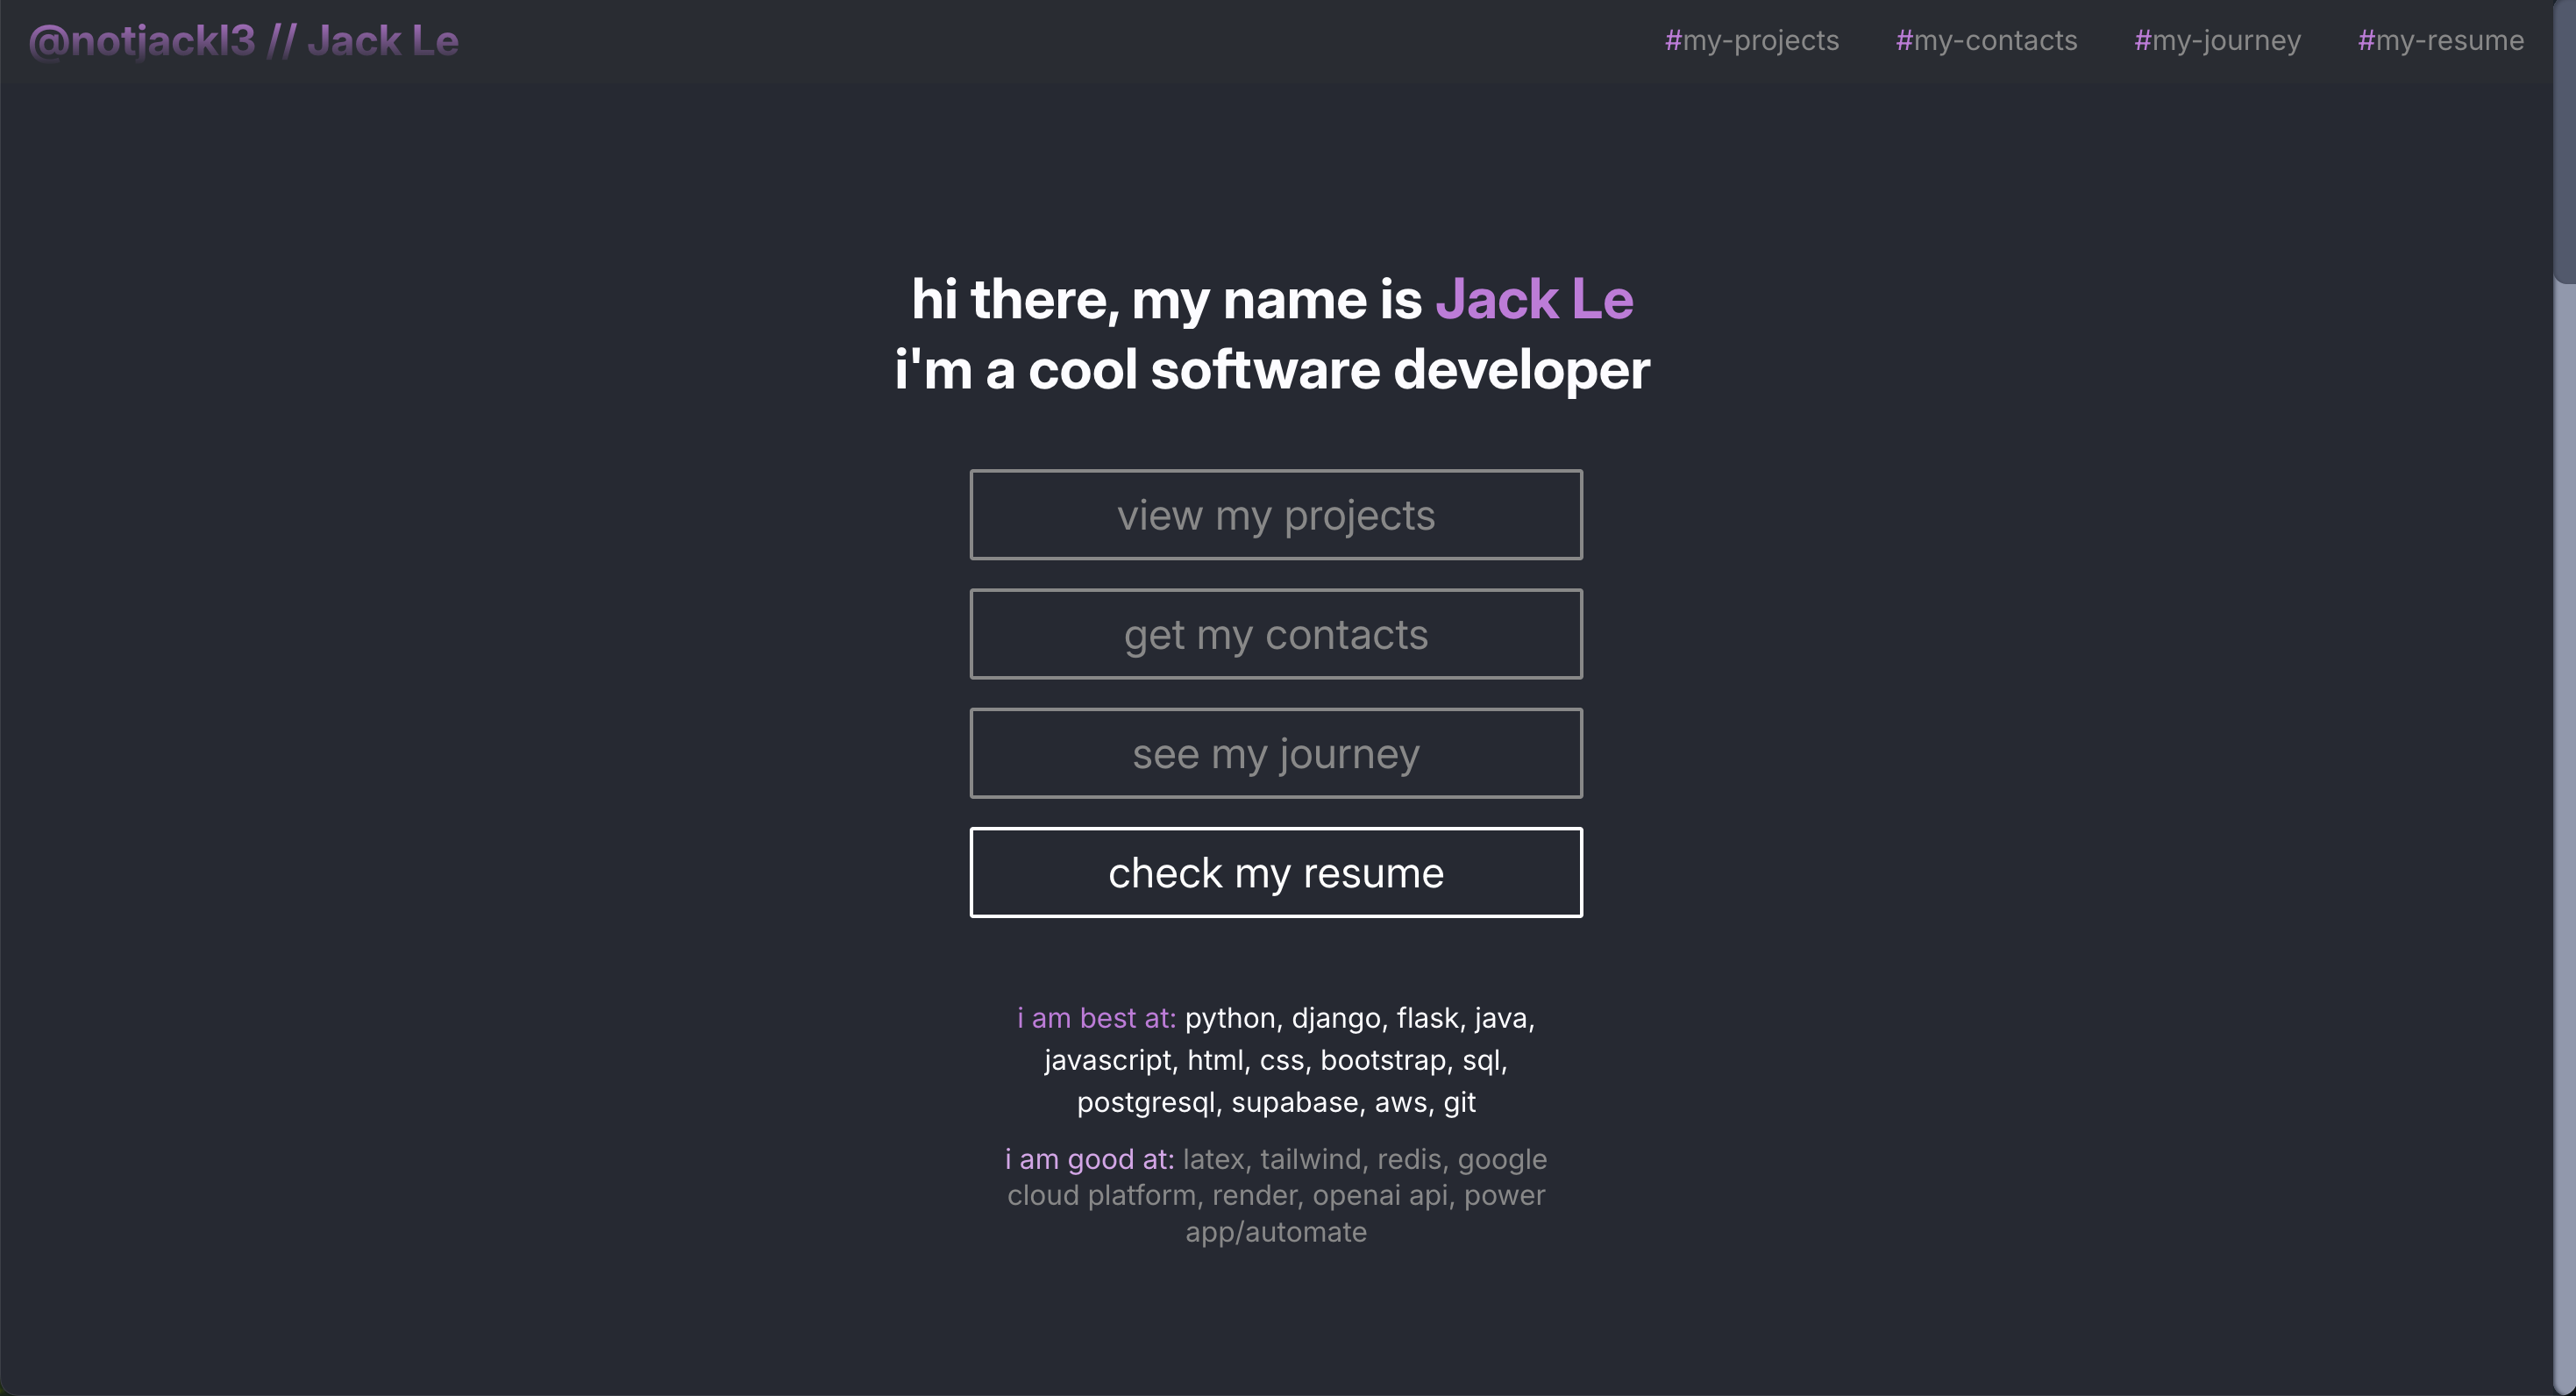 @notjackl3 // Jack Le
#my-projects #my-contacts #my-journey #my-resume
hi there, my name is Jack Le
i'm a cool software developer
view my projects
get my contacts
see my journey
check my resume
i am best at: python, django, flask, java,
javascript, html, css, bootstrap, sql,
postgresql, supabase, aws, git
i am good at: latex, tailwind, redis, google
cloud platform, render, openai api, power
app/automate